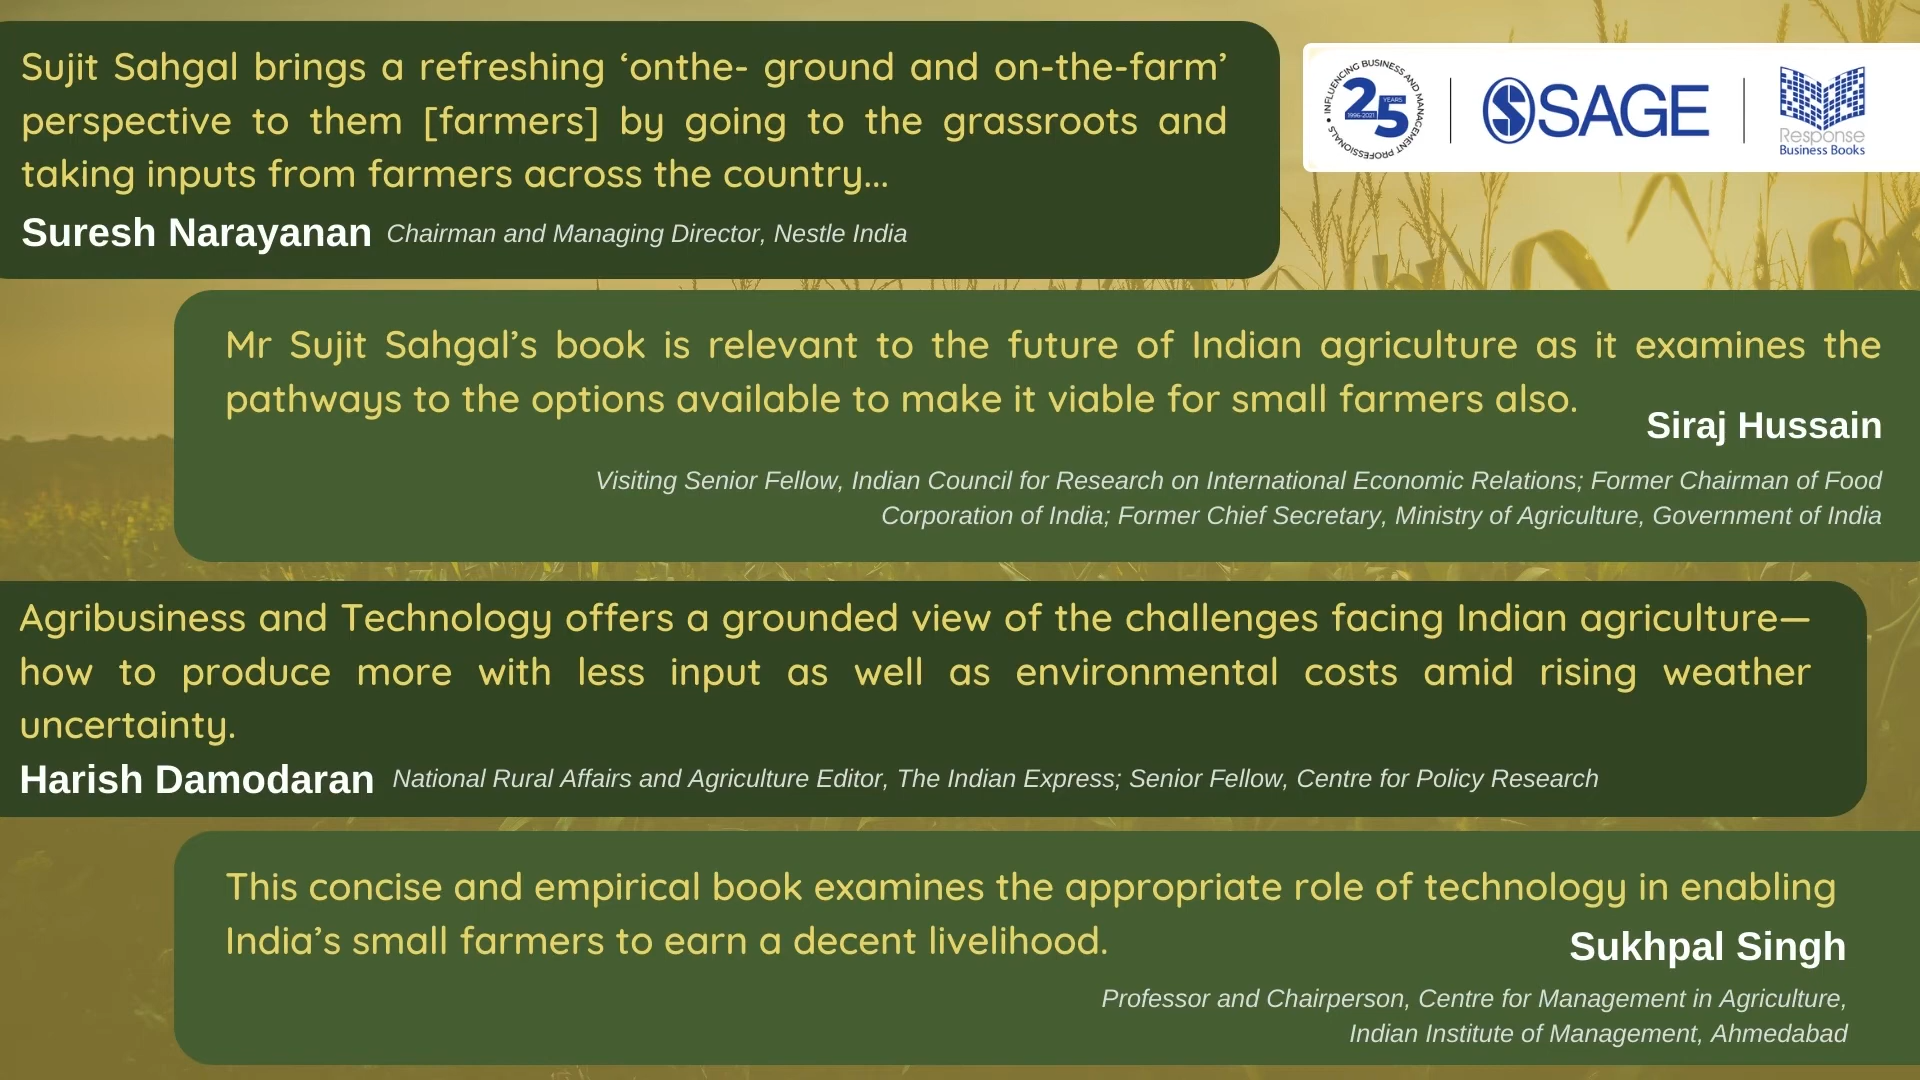 Sujit Sahgal brings a refreshing ‘onthe- ground and on-the-farm’
perspective to them [farmers] by going to the grassroots and
taking inputs from farmers across the country...
Suresh Narayanan Chairman and Managing Director, Nestle India
INFLUENCING BUSINESS AND MANAGEMENT PROFESSIONALS
25
YEARS
1996-2021
SAGE
Response
Business Books
Mr Sujit Sahgal’s book is relevant to the future of Indian agriculture as it examines the
pathways to the options available to make it viable for small farmers also.
Siraj Hussain
Visiting Senior Fellow, Indian Council for Research on International Economic Relations; Former Chairman of Food
Corporation of India; Former Chief Secretary, Ministry of Agriculture, Government of India
Agribusiness and Technology offers a grounded view of the challenges facing Indian agriculture—
how to produce more with less input as well as environmental costs amid rising weather
uncertainty.
Harish Damodaran National Rural Affairs and Agriculture Editor, The Indian Express; Senior Fellow, Centre for Policy Research
This concise and empirical book examines the appropriate role of technology in enabling
India’s small farmers to earn a decent livelihood.
Sukhpal Singh
Professor and Chairperson, Centre for Management in Agriculture,
Indian Institute of Management, Ahmedabad